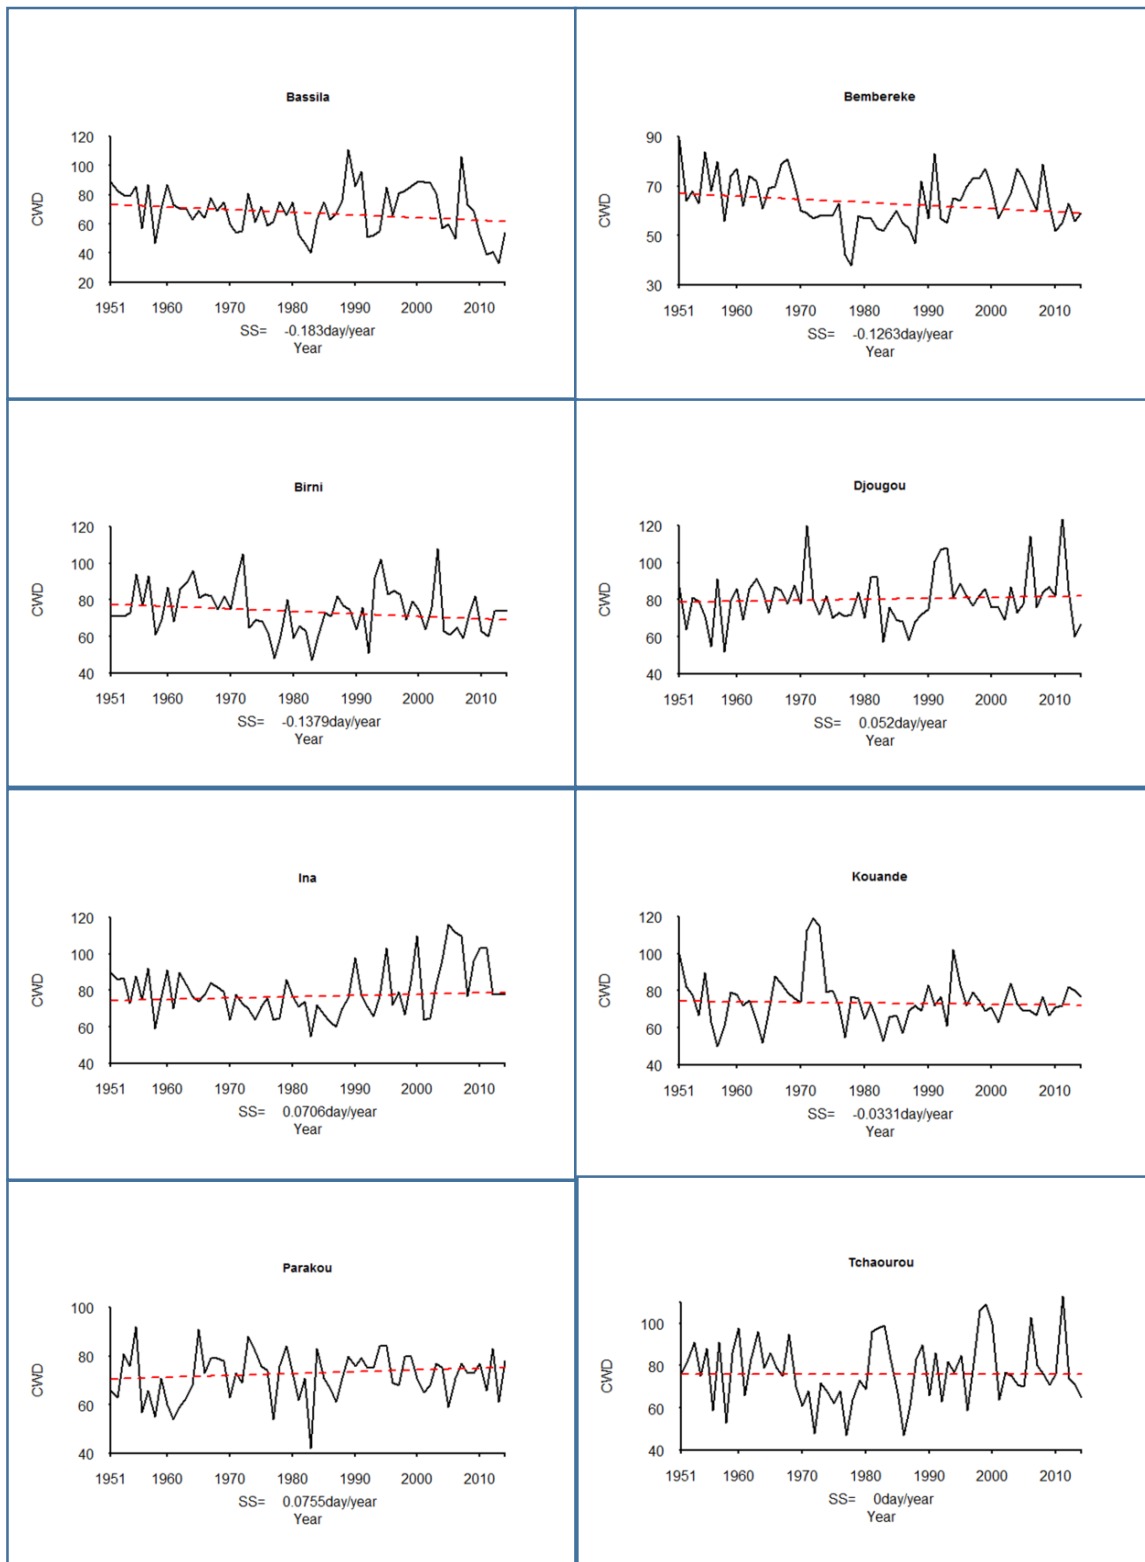 Bassila
CWD
120
100
80
60
40
20
1951 1960 1970 1980 1990 2000 2010
SS= -0.183day/year
Year
Bembereke
CWD
90
70
50
30
1951 1960 1970 1980 1990 2000 2010
SS= -0.1263day/year
Year
Birni
CWD
120
100
80
60
40
1951 1960 1970 1980 1990 2000 2010
SS= -0.1379day/year
Year
Djougou
CWD
120
100
80
60
40
1951 1960 1970 1980 1990 2000 2010
SS= 0.052day/year
Year
Ina
CWD
120
100
80
60
40
1951 1960 1970 1980 1990 2000 2010
SS= 0.0706day/year
Year
Kouande
CWD
120
100
80
60
40
1951 1960 1970 1980 1990 2000 2010
SS= -0.0331day/year
Year
Parakou
CWD
100
80
60
40
1951 1960 1970 1980 1990 2000 2010
SS= 0.0755day/year
Year
Tchaourou
CWD
100
80
60
40
1951 1960 1970 1980 1990 2000 2010
SS= 0day/year
Year